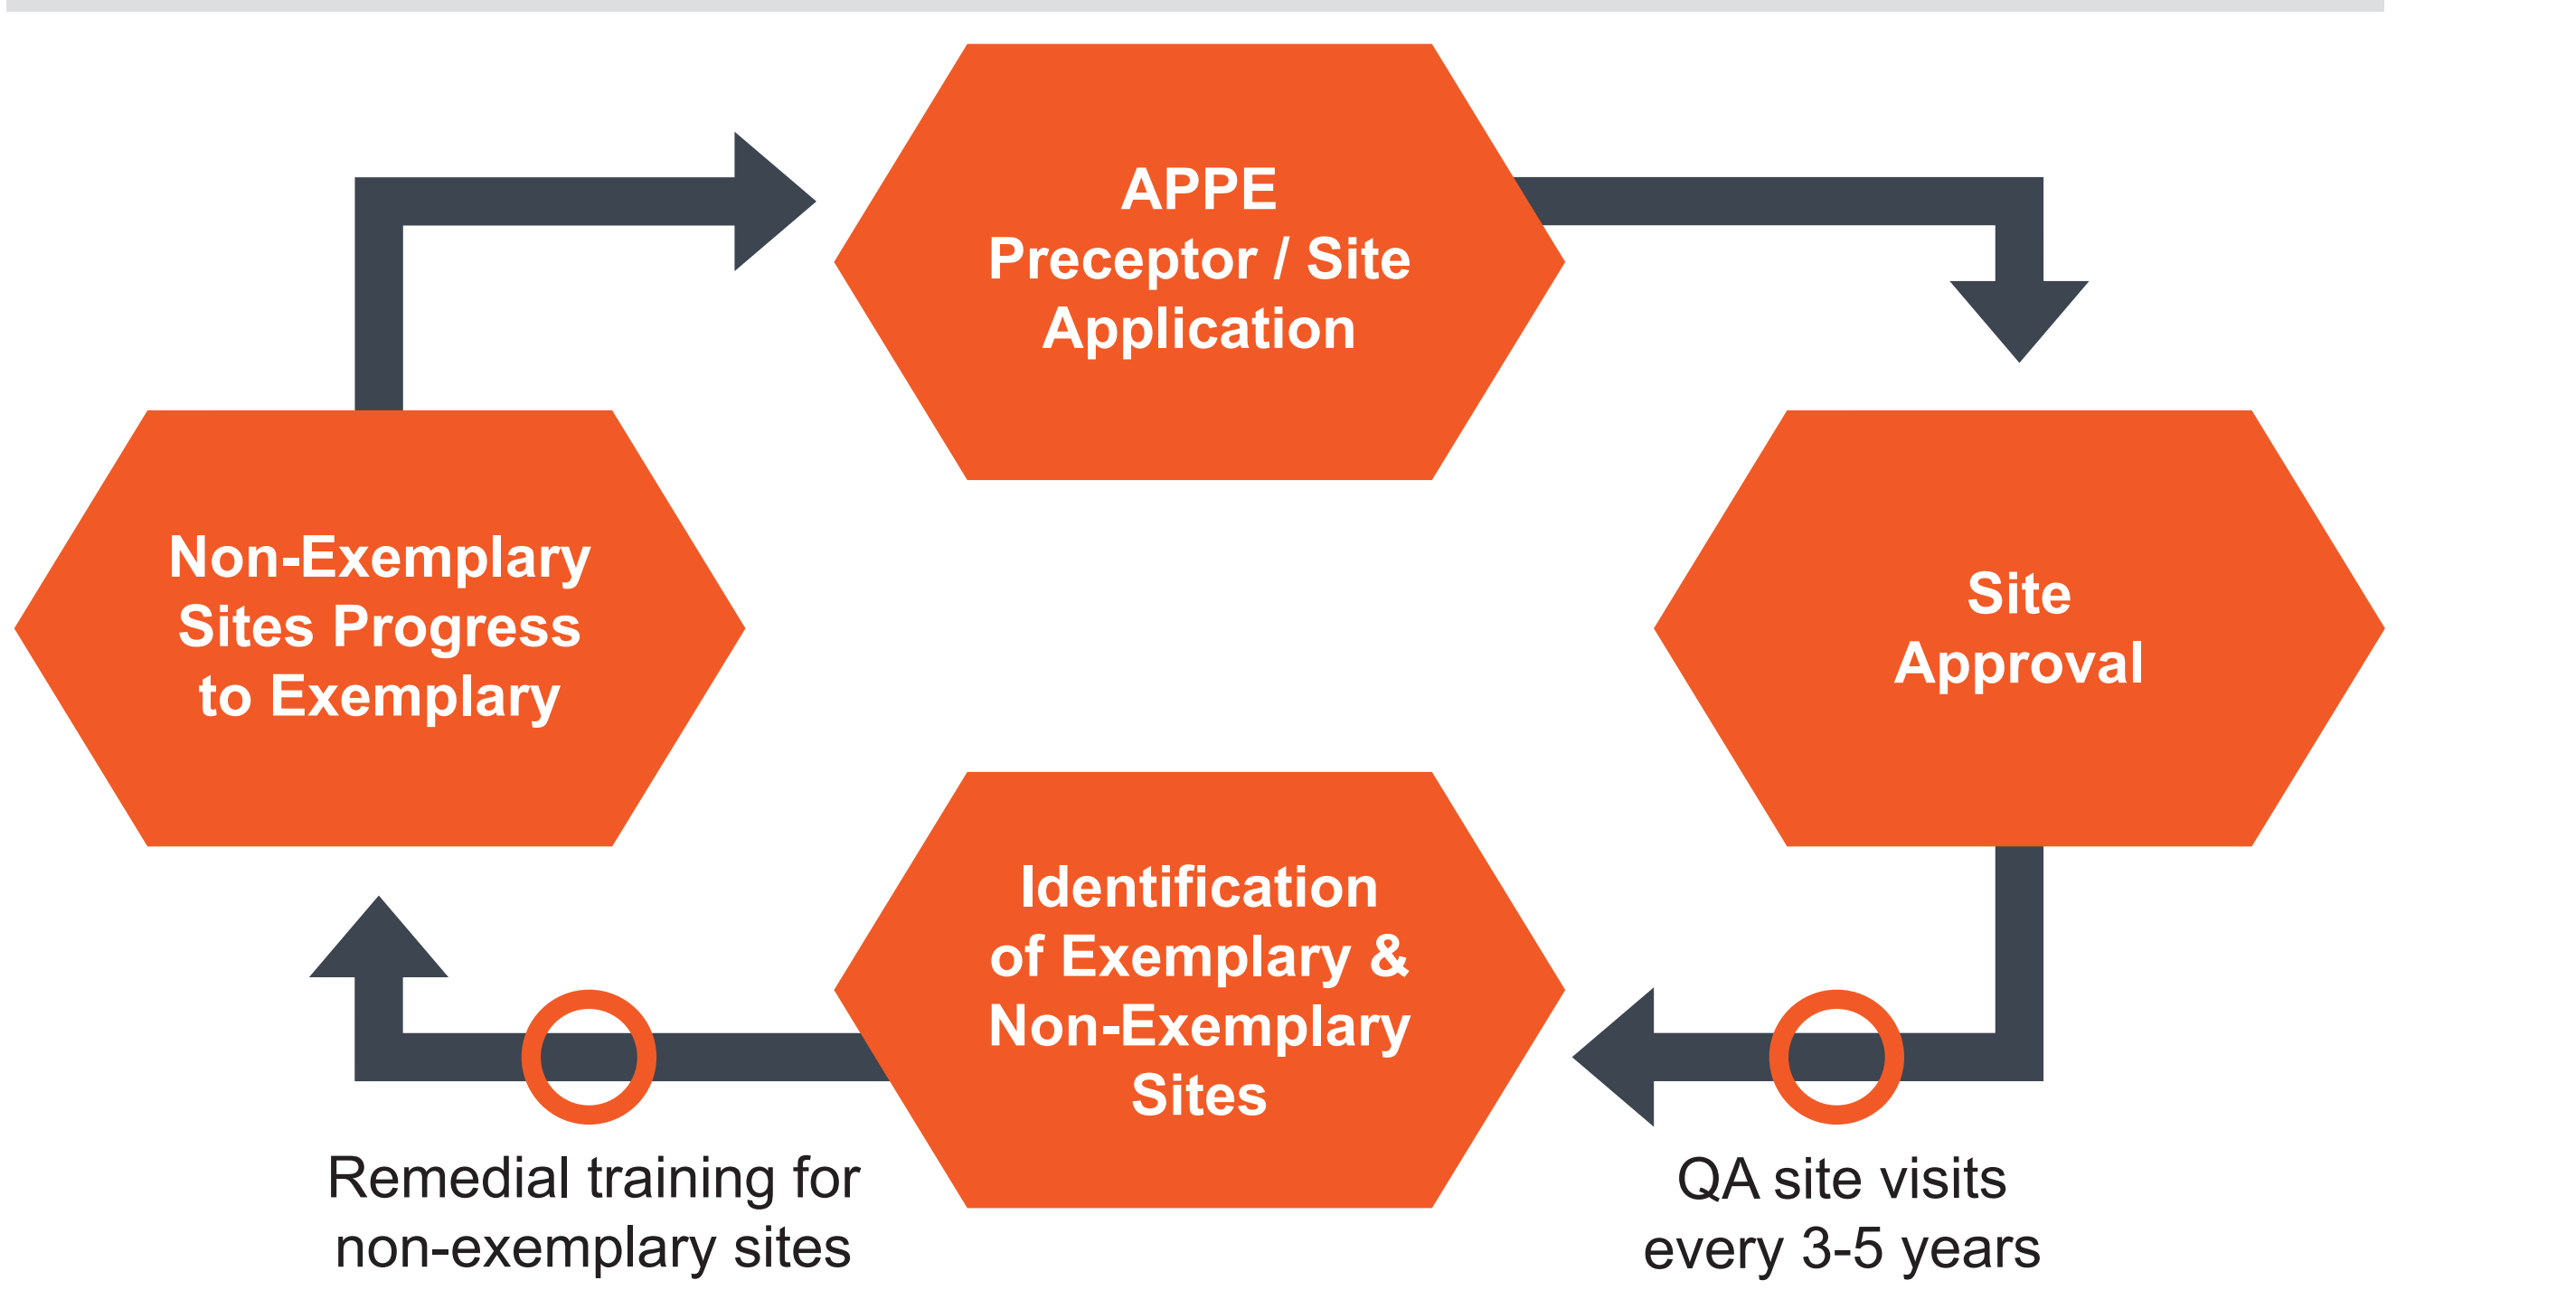 APPE
Preceptor / Site
Application
Site
Approval
Identification
of Exemplary &
Non-Exemplary
Sites
Non-Exemplary
Sites Progress
to Exemplary
QA site visits
every 3-5 years
Remedial training for
non-exemplary sites